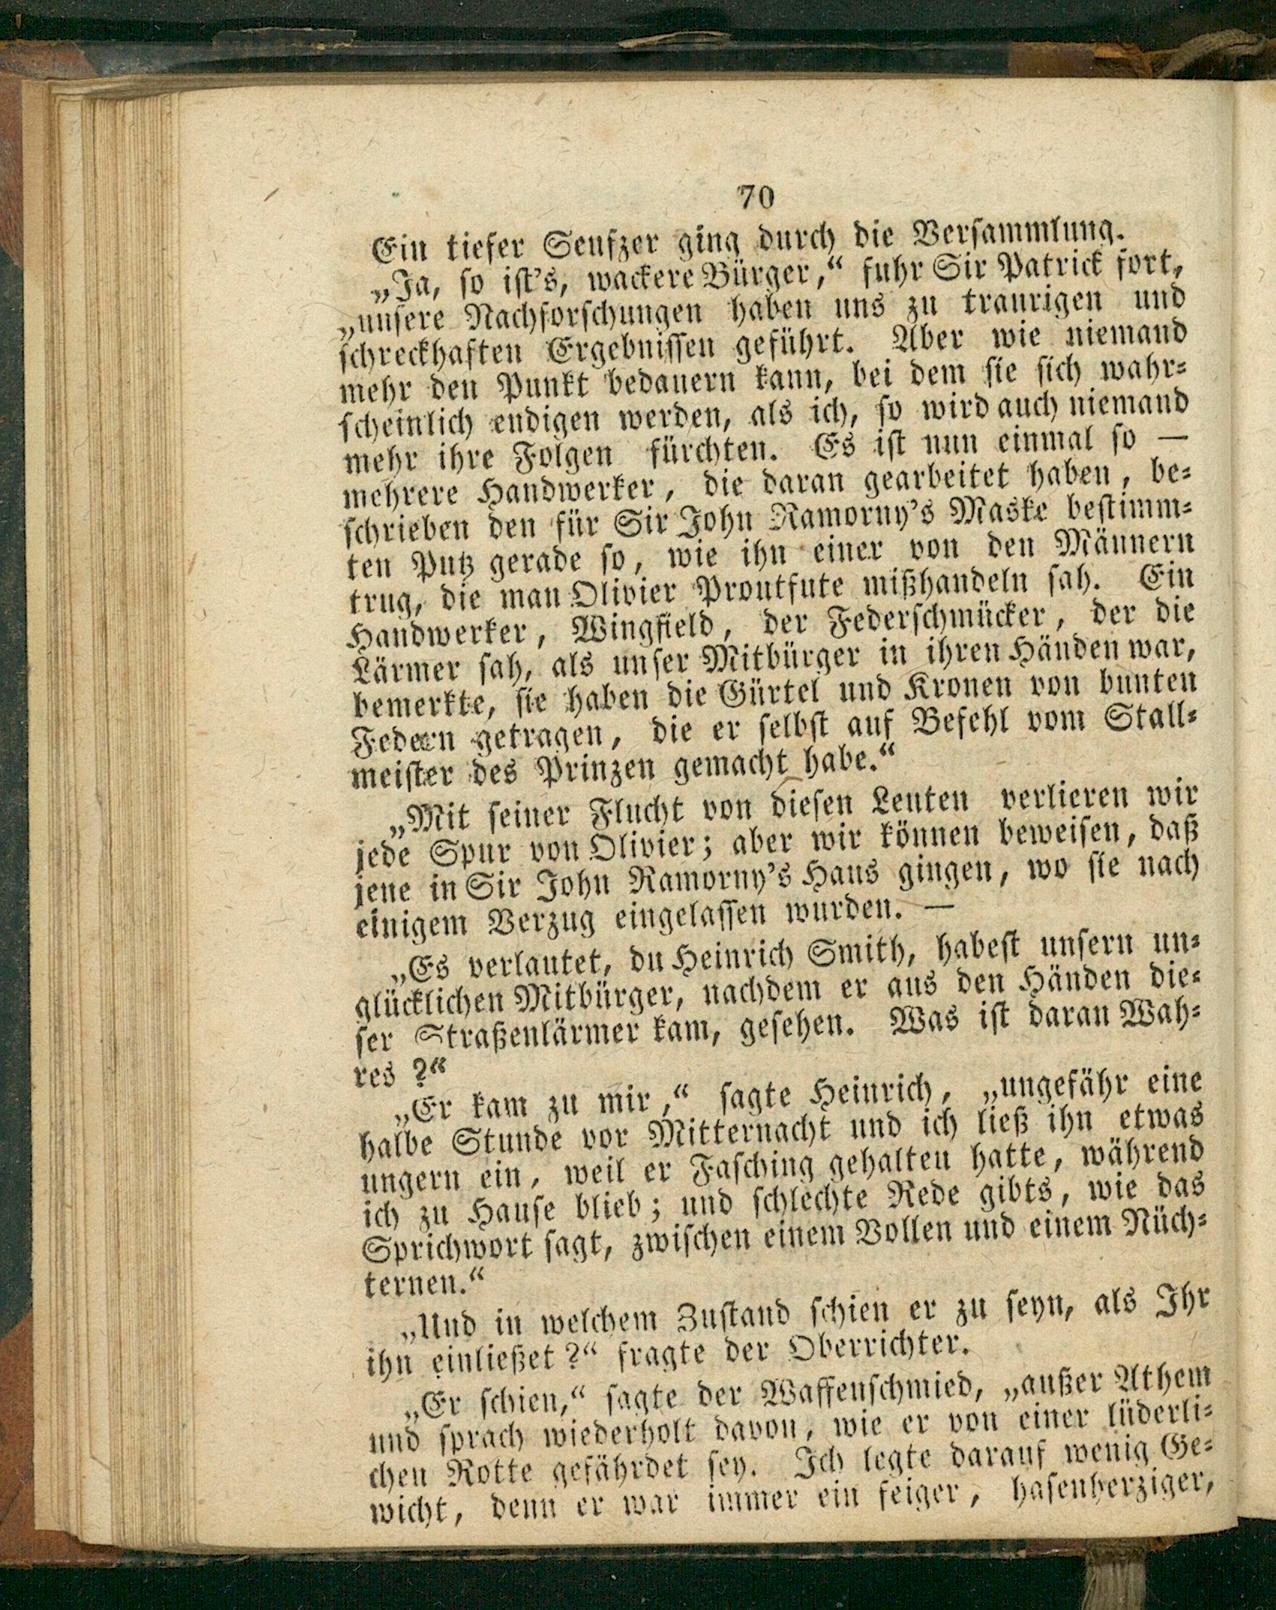 70
Ein tiefer Seufzer ging durch die Versammlung.
„Ja, so ist's, wackere Bürger,“ fuhr Sir Patrick fort,
„unsere Nachforschungen haben uns zu traurigen und
schreckhaften Ergebnissen geführt. Aber wie niemand
mehr den Punkt bedauern kann, bei dem sie sich wahr-
scheinlich endigen werden, als ich, so wird auch niemand
mehr ihre Folgen fürchten. Es ist nun einmal so —
mehrere Handwerker, die daran gearbeitet haben, be-
schrieben den für Sir John Ramorny's Maske bestimm-
ten Putz gerade so, wie ihn einer von den Männern
trug, die man Olivier Proutfute mißhandeln sah. Ein
Handwerker, Wingfield, der Federschmücker, der die
Lärmer sah, als unser Mitbürger in ihren Händen war,
bemerkte, sie haben die Gürtel und Kronen von bunten
Federn getragen, die er selbst auf Befehl vom Stall-
meister des Prinzen gemacht habe.“
„Mit seiner Flucht von diesen Leuten verlieren wir
jede Spur von Olivier; aber wir können beweisen, daß
jene in Sir John Ramorny's Haus gingen, wo sie nach
einigem Verzug eingelassen wurden. —
„Es verlautet, du Heinrich Smith, habest unsern un-
glücklichen Mitbürger, nachdem er aus den Händen die-
ser Straßenlärmer kam, gesehen. Was ist daran Wah-
res?“
„Er kam zu mir,“ sagte Heinrich, „ungefähr eine
halbe Stunde vor Mitternacht und ich ließ ihn etwas
ungern ein, weil er Fasching gehalten hatte, während
ich zu Hause blieb; und schlechte Rede gibts, wie das
Sprichwort sagt, zwischen einem Vollen und einem Nüch-
ternen.“
„Und in welchem Zustand schien er zu seyn, als Ihr
ihn einließet?“ fragte der Oberrichter.
„Er schien,“ sagte der Waffenschmied, „außer Athem
und sprach wiederholt davon, wie er von einer lüderli-
chen Rotte gefährdet sey. Ich legte darauf wenig Ge-
wicht, denn er war immer ein feiger, hasenherziger,